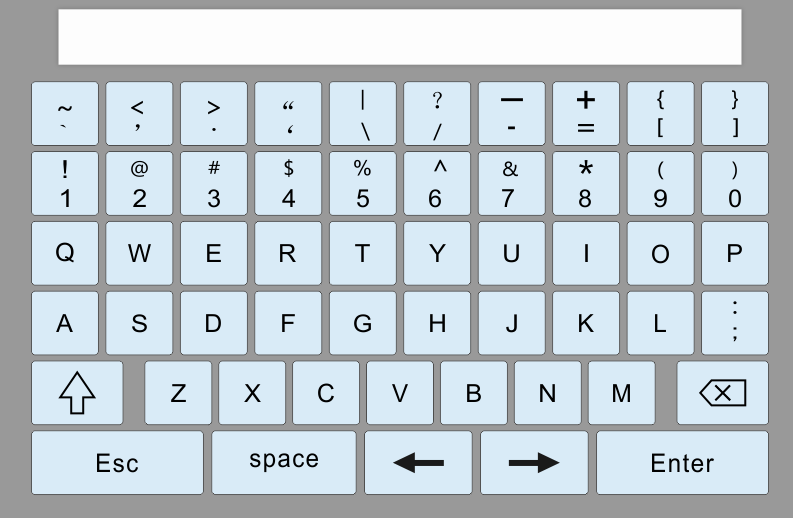 ~ < > “ | ? — + { }
` ’ . ‘ \ / - = [ ]
! @ # $ % ^ & * ( )
1 2 3 4 5 6 7 8 9 0
Q W E R T Y U I O P
A S D F G H J K L :
;
Z X C V B N M
Esc space Enter